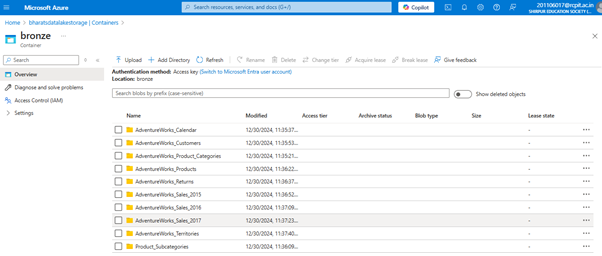 Microsoft Azure
Search resources, services, and docs (G+/)
Copilot
201106017@rcpit.ac.in
SHIRPUR EDUCATION SOCIETY (...
Home > bharatsdatalakestorage | Containers >
bronze ...
Container
Search
Overview
Diagnose and solve problems
Access Control (IAM)
Settings
Upload Add Directory Refresh Rename Delete Change tier Acquire lease Break lease Give feedback
Authentication method: Access key (Switch to Microsoft Entra user account)
Location: bronze
Search blobs by prefix (case-sensitive)
Show deleted objects
Name Modified Access tier Archive status Blob type Size Lease state
AdventureWorks_Calendar 12/30/2024, 11:35:37... - ...
AdventureWorks_Customers 12/30/2024, 11:35:53... - ...
AdventureWorks_Product_Categories 12/30/2024, 11:35:21... - ...
AdventureWorks_Products 12/30/2024, 11:36:22... - ...
AdventureWorks_Returns 12/30/2024, 11:36:37... - ...
AdventureWorks_Sales_2015 12/30/2024, 11:36:52... - ...
AdventureWorks_Sales_2016 12/30/2024, 11:37:09... - ...
AdventureWorks_Sales_2017 12/30/2024, 11:37:23... - ...
AdventureWorks_Territories 12/30/2024, 11:37:40... - ...
Product_Subcategories 12/30/2024, 11:36:09... - ...